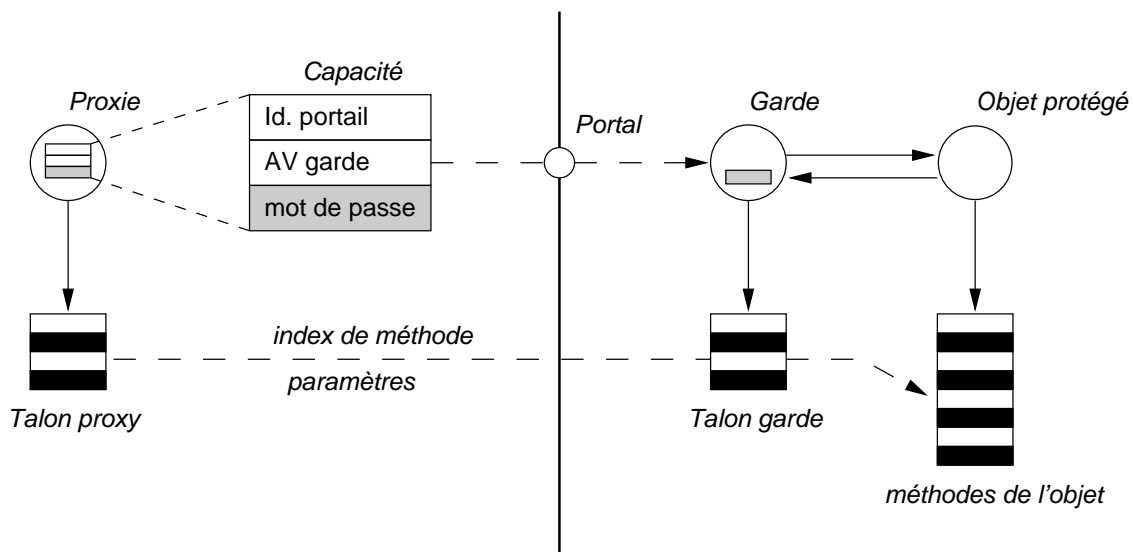 Capacité
Proxie
Garde
Objet protégé
Id. portail
Portal
AV garde
mot de passe
index de méthode
paramètres
Talon proxy
Talon garde
méthodes de l'objet